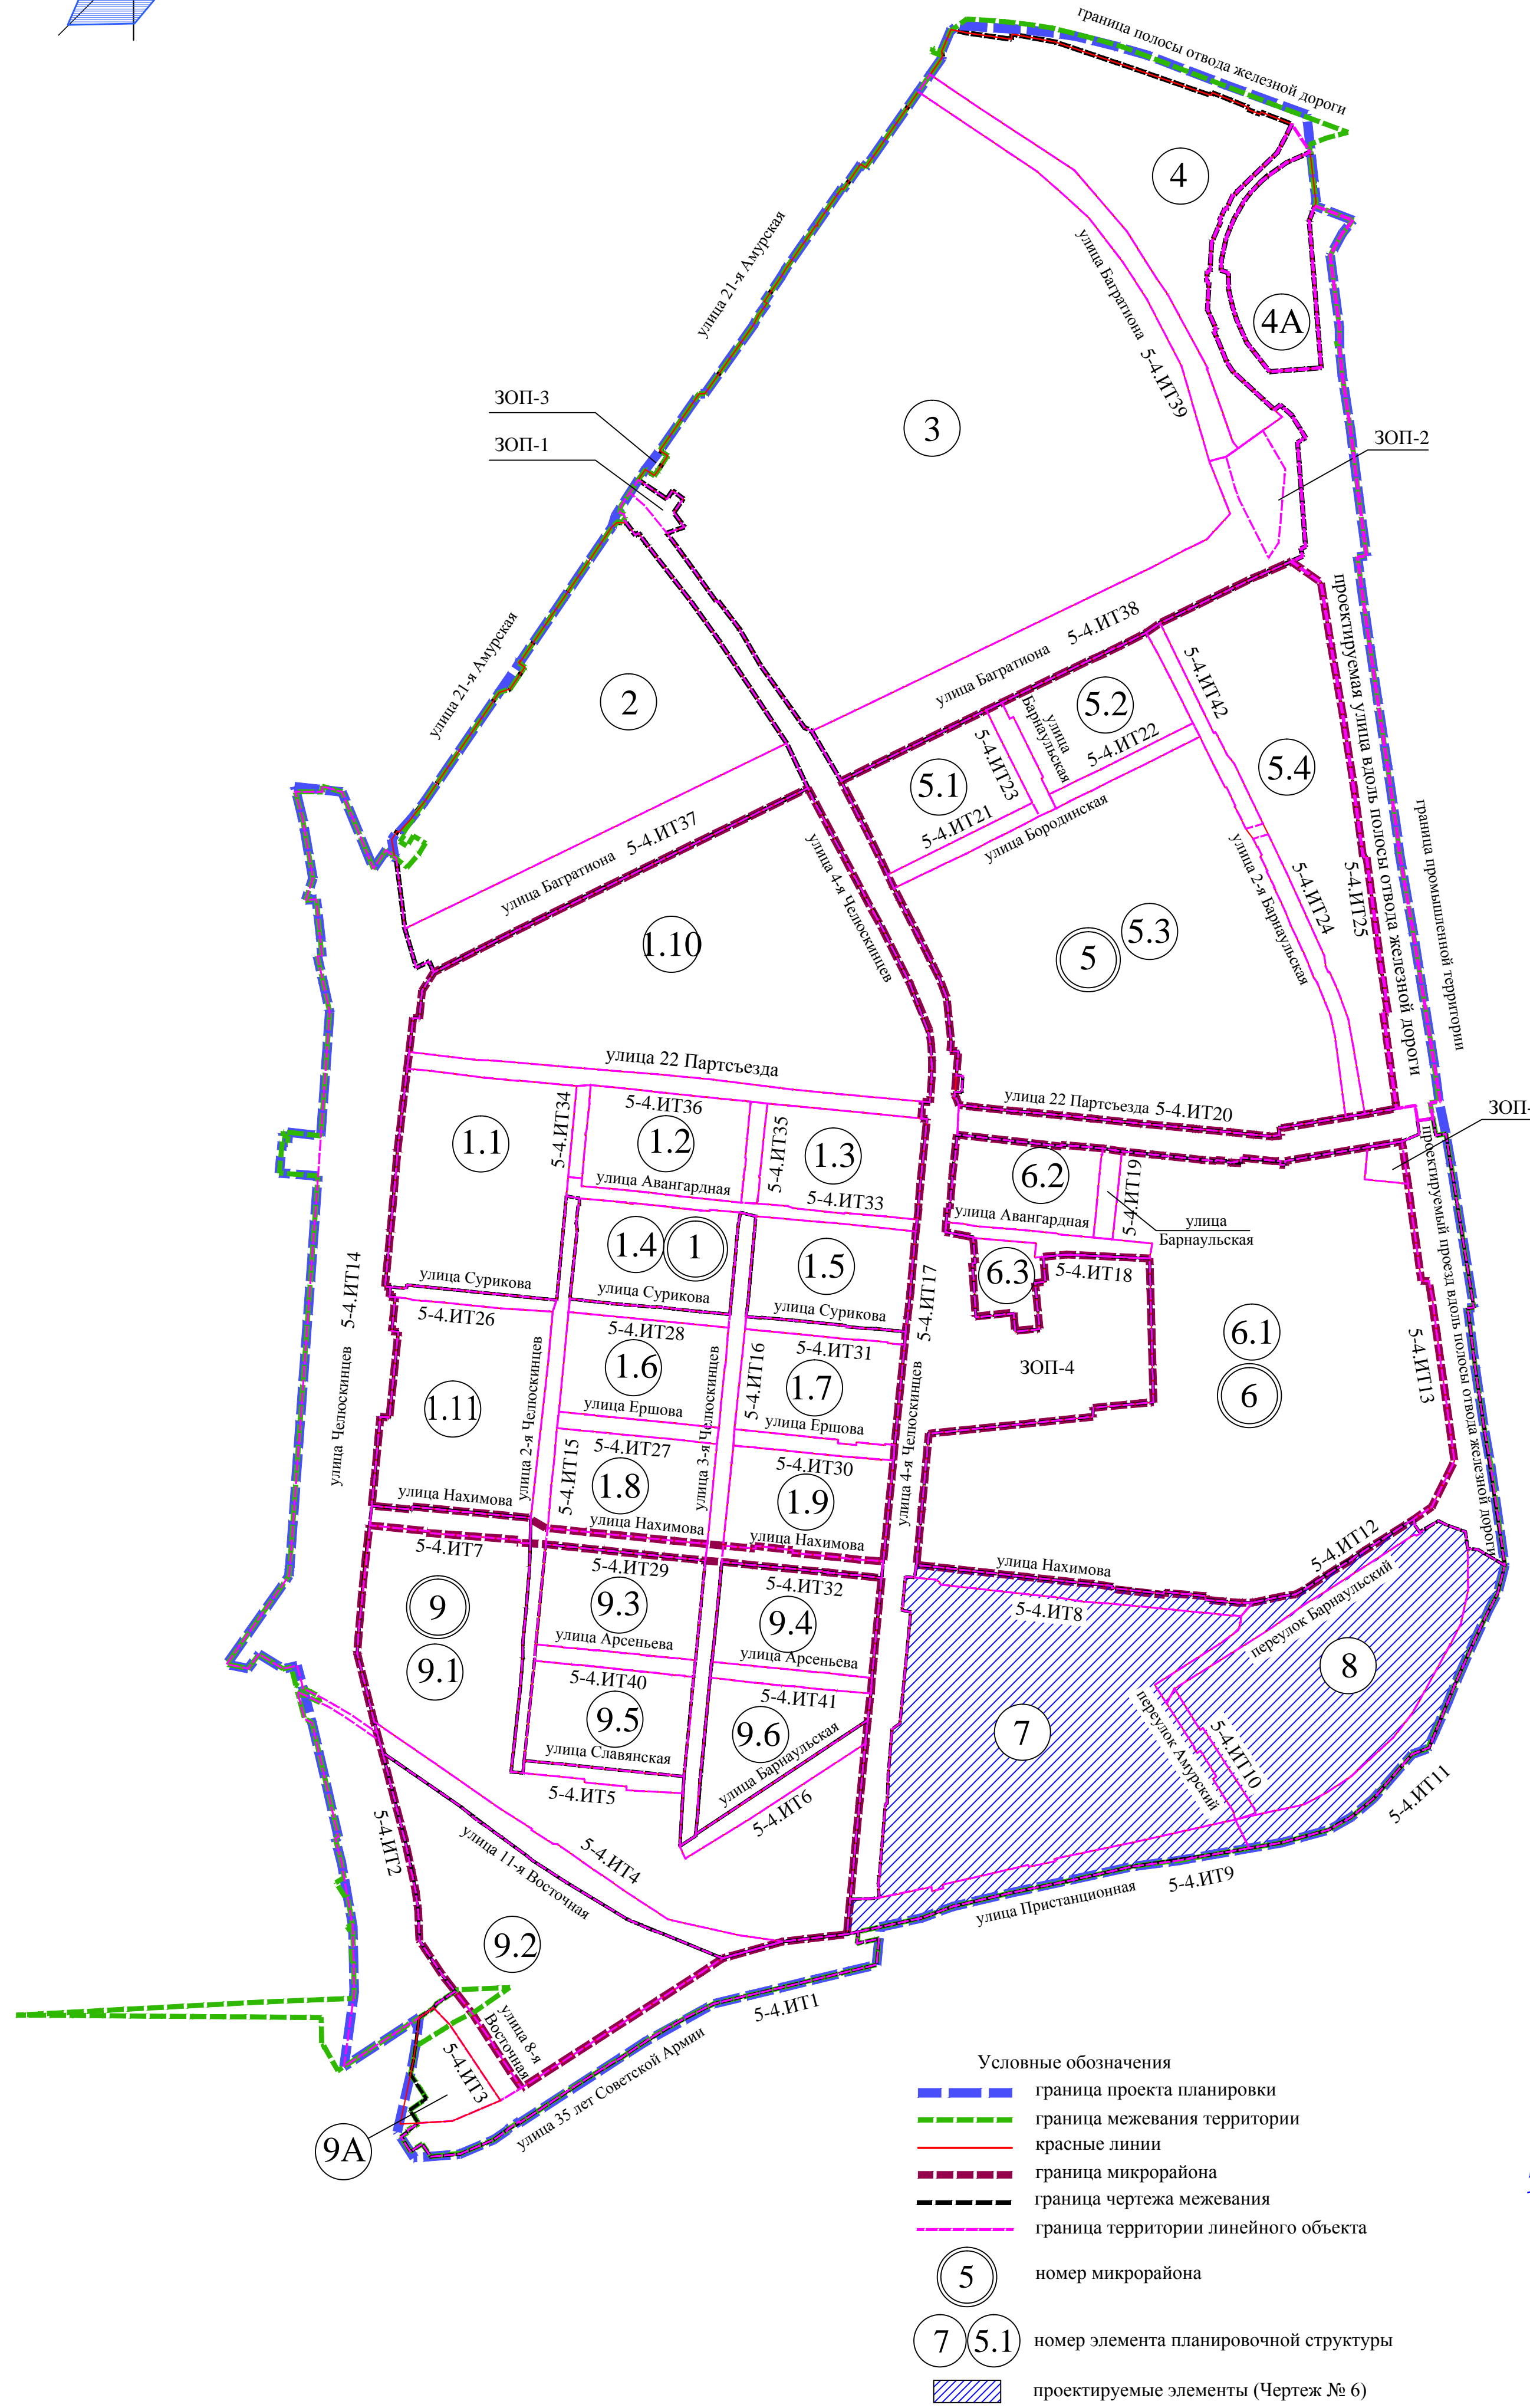 граница полосы отвода железной дороги
4
улица 21-я Амурская
улица Багратиона 5-4.ИТ39
4А
ЗОП-3
ЗОП-1
3
ЗОП-2
улица 21-я Амурская
2
улица Багратиона 5-4.ИТ38
5-4.ИТ42
проектируемая улица вдоль полосы отвода железной дороги
5.2
улица
Барнаульская
5-4.ИТ22
5-4.ИТ23
5.1
5-4.ИТ21
улица Бородинская
5.4
улица Багратиона 5-4.ИТ37
улица 4-я Челюскинцев
улица 2-я Барнаульская
5-4.ИТ24
5-4.ИТ25
граница промышленной территории
1.10
5.3
5
улица 22 Партсъезда
улица 22 Партсъезда 5-4.ИТ20
ЗОП-
5-4.ИТ34
5-4.ИТ36
1.1
1.2
5-4.ИТ35
1.3
улица Авангардная
5-4.ИТ33
6.2
5-4.ИТ19
улица Авангардная
улица
Барнаульская
проектируемый проезд вдоль полосы отвода железной дороги
1.4
1
1.5
6.3
5-4.ИТ18
улица Сурикова
улица Сурикова
улица Сурикова
5-4.ИТ14
5-4.ИТ17
5-4.ИТ26
5-4.ИТ28
5-4.ИТ31
6.1
ЗОП-4
6
5-4.ИТ13
1.6
5-4.ИТ16
1.7
1.11
улица Ершова
улица Ершова
улица Челюскинцев
улица 2-я Челюскинцев
улица 3-я Челюскинцев
улица 4-я Челюскинцев
5-4.ИТ27
5-4.ИТ30
5-4.ИТ15
1.8
1.9
улица Нахимова
улица Нахимова
улица Нахимова
5-4.ИТ7
5-4.ИТ29
5-4.ИТ32
улица Нахимова
5-4.ИТ12
5-4.ИТ8
переулок Барнаульский
9
9.3
9.4
улица Арсеньева
улица Арсеньева
9.1
5-4.ИТ40
5-4.ИТ41
8
9.5
9.6
7
переулок Амурский
5-4.ИТ10
улица Славянская
улица Барнаульская
5-4.ИТ5
5-4.ИТ6
5-4.ИТ11
5-4.ИТ2
улица 11-я Восточная
5-4.ИТ4
5-4.ИТ9
улица Пристанционная
9.2
5-4.ИТ1
улица 8-я
Восточная
5-4.ИТ3
улица 35 лет Советской Армии
9А
Условные обозначения
граница проекта планировки
граница межевания территории
красные линии
граница микрорайона
граница чертежа межевания
граница территории линейного объекта
5
номер микрорайона
7 5.1
номер элемента планировочной структуры
проектируемые элементы (Чертеж № 6)